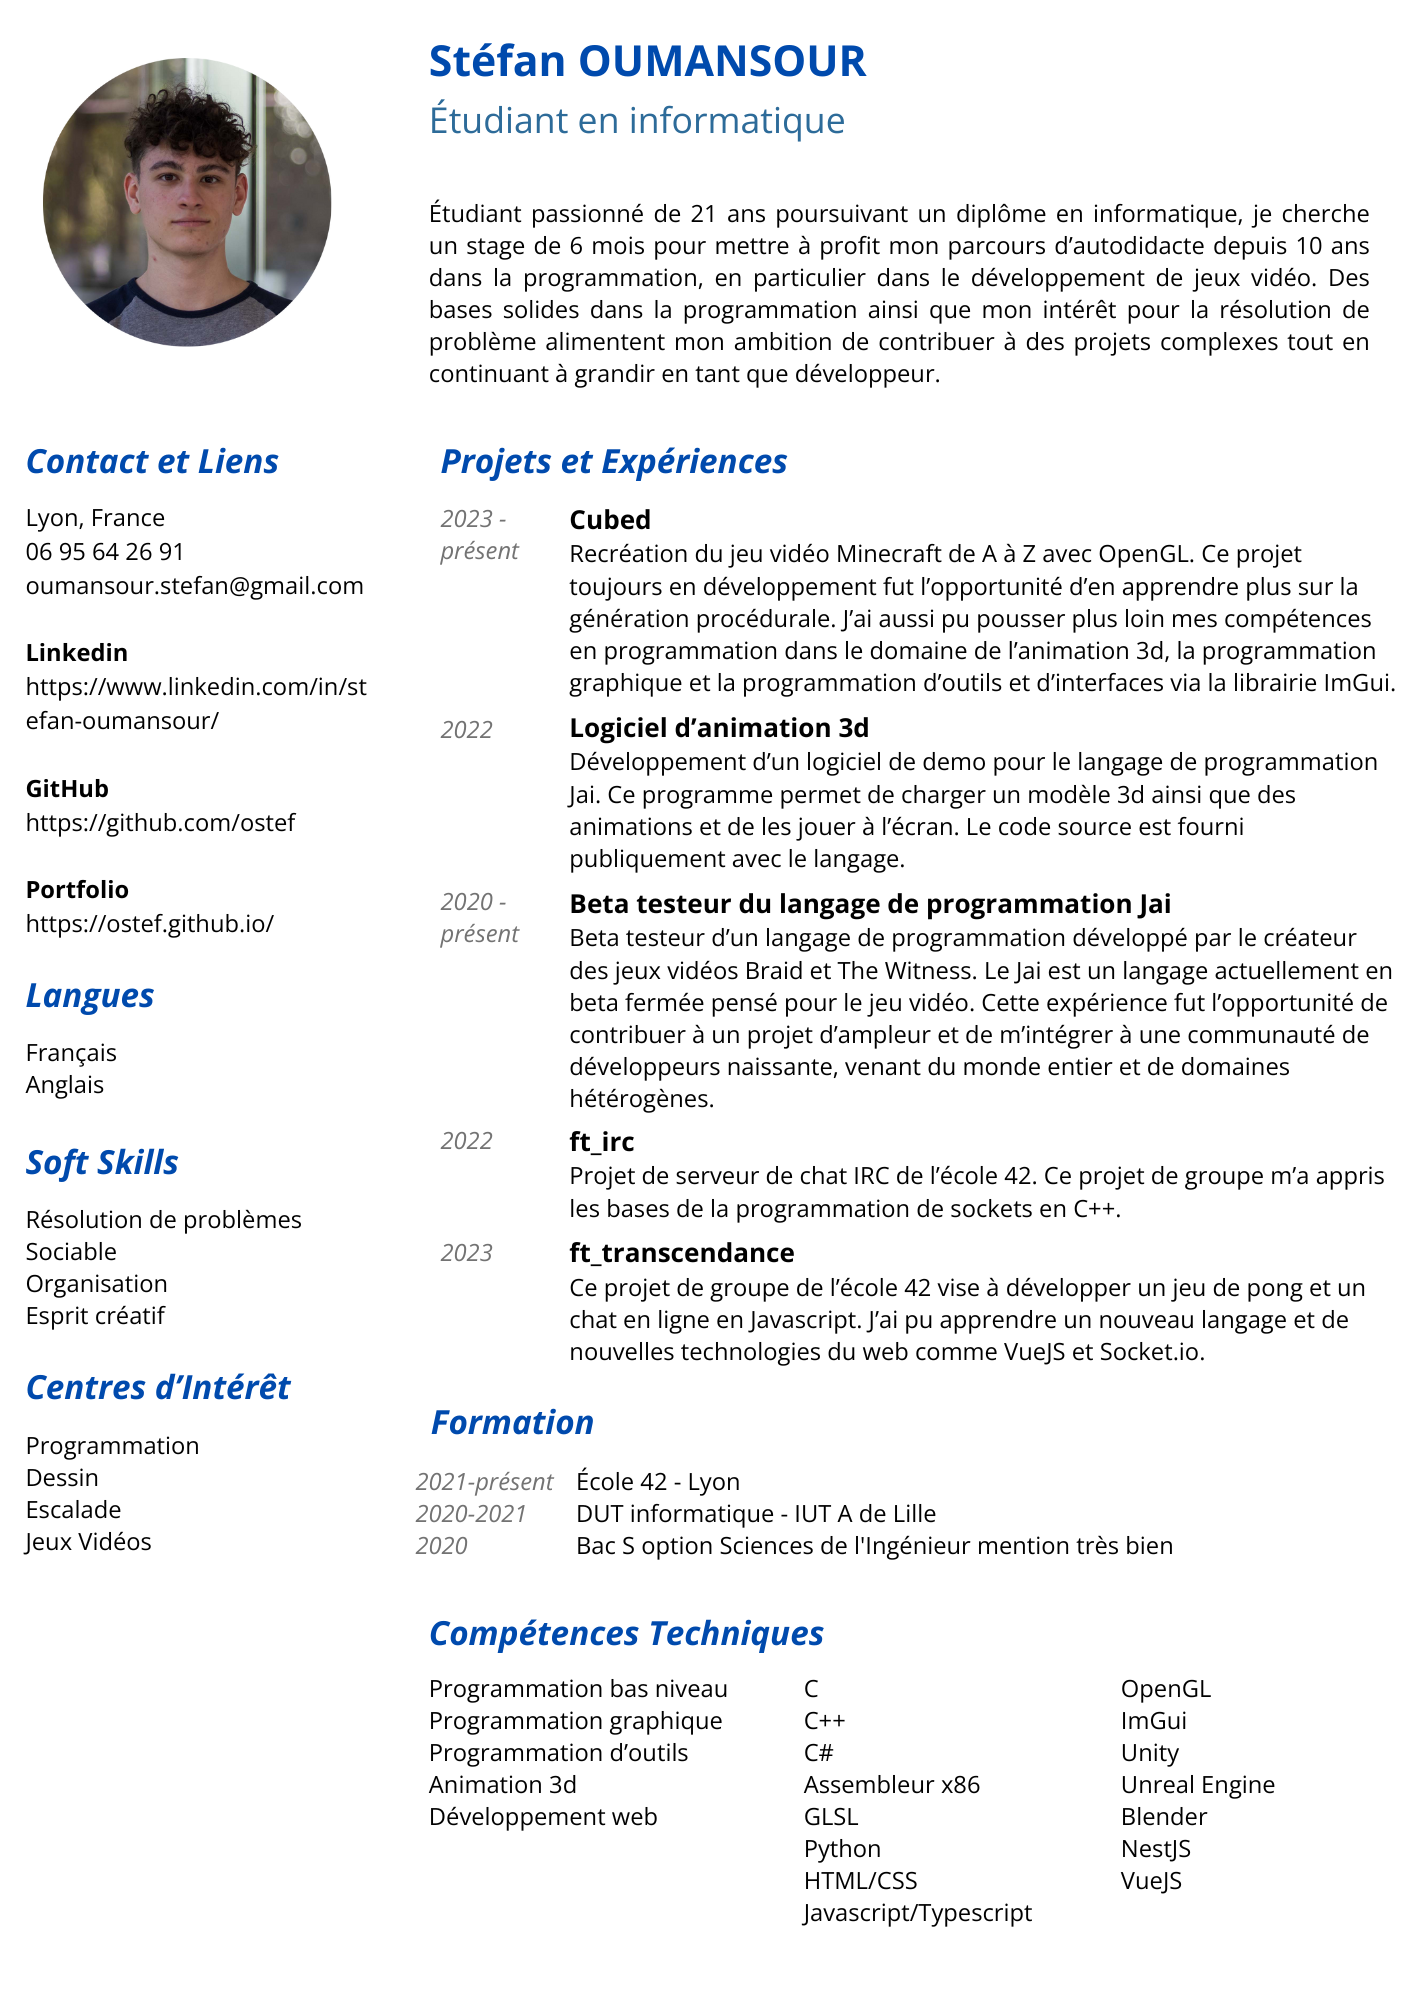 Stéfan OUMANSOUR
Étudiant en informatique
Étudiant passionné de 21 ans poursuivant un diplôme en informatique, je cherche
un stage de 6 mois pour mettre à profit mon parcours d’autodidacte depuis 10 ans
dans la programmation, en particulier dans le développement de jeux vidéo. Des
bases solides dans la programmation ainsi que mon intérêt pour la résolution de
problème alimentent mon ambition de contribuer à des projets complexes tout en
continuant à grandir en tant que développeur.
Contact et Liens
Lyon, France
06 95 64 26 91
oumansour.stefan@gmail.com
Linkedin
https://www.linkedin.com/in/st
efan-oumansour/
GitHub
https://github.com/ostef
Portfolio
https://ostef.github.io/
Langues
Français
Anglais
Soft Skills
Résolution de problèmes
Sociable
Organisation
Esprit créatif
Centres d’Intérêt
Programmation
Dessin
Escalade
Jeux Vidéos
Projets et Expériences
2023 -
présent
Cubed
Recréation du jeu vidéo Minecraft de A à Z avec OpenGL. Ce projet
toujours en développement fut l’opportunité d’en apprendre plus sur la
génération procédurale. J’ai aussi pu pousser plus loin mes compétences
en programmation dans le domaine de l’animation 3d, la programmation
graphique et la programmation d’outils et d’interfaces via la librairie ImGui.
2022
Logiciel d’animation 3d
Développement d’un logiciel de demo pour le langage de programmation
Jai. Ce programme permet de charger un modèle 3d ainsi que des
animations et de les jouer à l’écran. Le code source est fourni
publiquement avec le langage.
2020 -
présent
Beta testeur du langage de programmation Jai
Beta testeur d’un langage de programmation développé par le créateur
des jeux vidéos Braid et The Witness. Le Jai est un langage actuellement en
beta fermée pensé pour le jeu vidéo. Cette expérience fut l’opportunité de
contribuer à un projet d’ampleur et de m’intégrer à une communauté de
développeurs naissante, venant du monde entier et de domaines
hétérogènes.
2022
ft_irc
Projet de serveur de chat IRC de l’école 42. Ce projet de groupe m’a appris
les bases de la programmation de sockets en C++.
2023
ft_transcendance
Ce projet de groupe de l’école 42 vise à développer un jeu de pong et un
chat en ligne en Javascript. J’ai pu apprendre un nouveau langage et de
nouvelles technologies du web comme VueJS et Socket.io.
Formation
2021-présent École 42 - Lyon
2020-2021 DUT informatique - IUT A de Lille
2020 Bac S option Sciences de l'Ingénieur mention très bien
Compétences Techniques
Programmation bas niveau
Programmation graphique
Programmation d’outils
Animation 3d
Développement web
C
C++
C#
Assembleur x86
GLSL
Python
HTML/CSS
Javascript/Typescript
OpenGL
ImGui
Unity
Unreal Engine
Blender
NestJS
VueJS